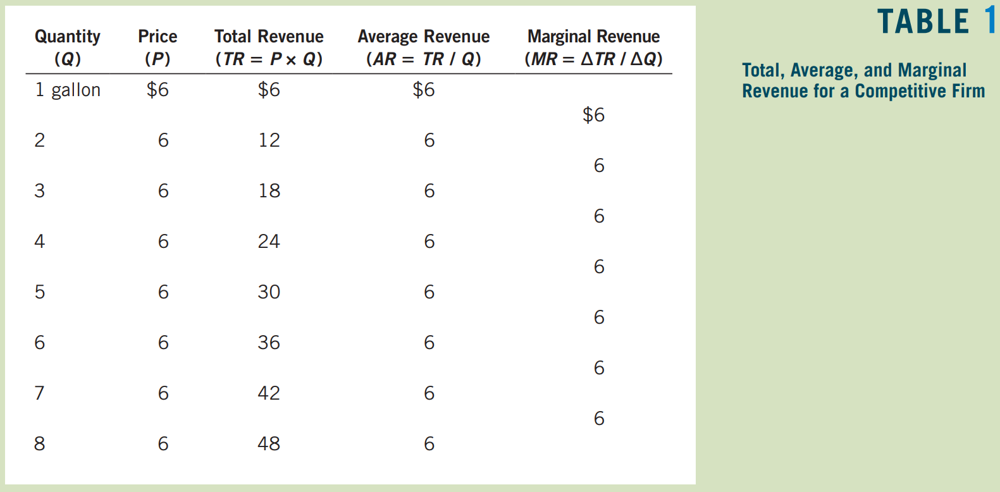 TABLE 1
Total, Average, and Marginal
Revenue for a Competitive Firm
Quantity Price Total Revenue Average Revenue Marginal Revenue
(Q) (P) (TR = P × Q) (AR = TR / Q) (MR = ΔTR / ΔQ)
1 gallon $6 $6 $6
$6
2 6 12 6
6
3 6 18 6
6
4 6 24 6
6
5 6 30 6
6
6 6 36 6
6
7 6 42 6
6
8 6 48 6